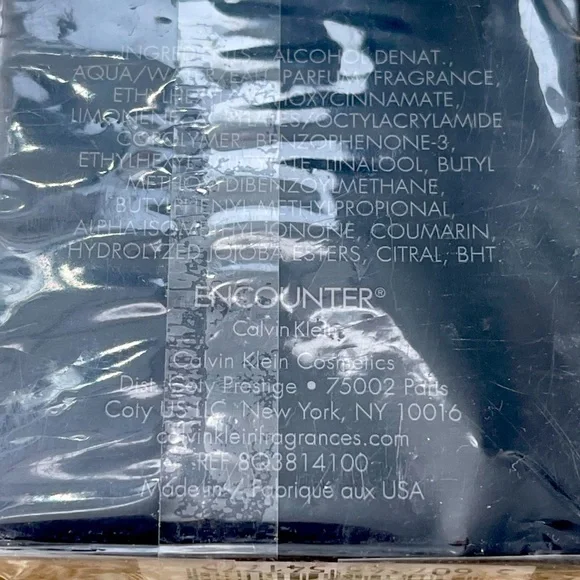 INGREDIENTS: ALCOHOL DENAT.,
AQUA/WATER/EAU, PARFUM/FRAGRANCE,
ETHYLHEXYL METHOXYCINNAMATE,
LIMONENE, ACRYLATES/OCTYLACRYLAMIDE
COPOLYMER, BENZOPHENONE-3,
ETHYLHEXYL LINALOOL, BUTYL
METHOXYDIBENZOYLMETHANE,
BUTYLPHENYL METHYLPROPIONAL,
ALPHA-ISOMETHYL IONONE, COUMARIN,
HYDROLYZED JOJOBA ESTERS, CITRAL, BHT.
ENCOUNTER®
Calvin Klein
Calvin Klein Cosmetics
Dist. Coty Prestige • 75002 Paris
Coty US LLC, New York, NY 10016
calvinkleinfragrances.com
REF 8Q3814100
Made in / Fabriqué aux USA